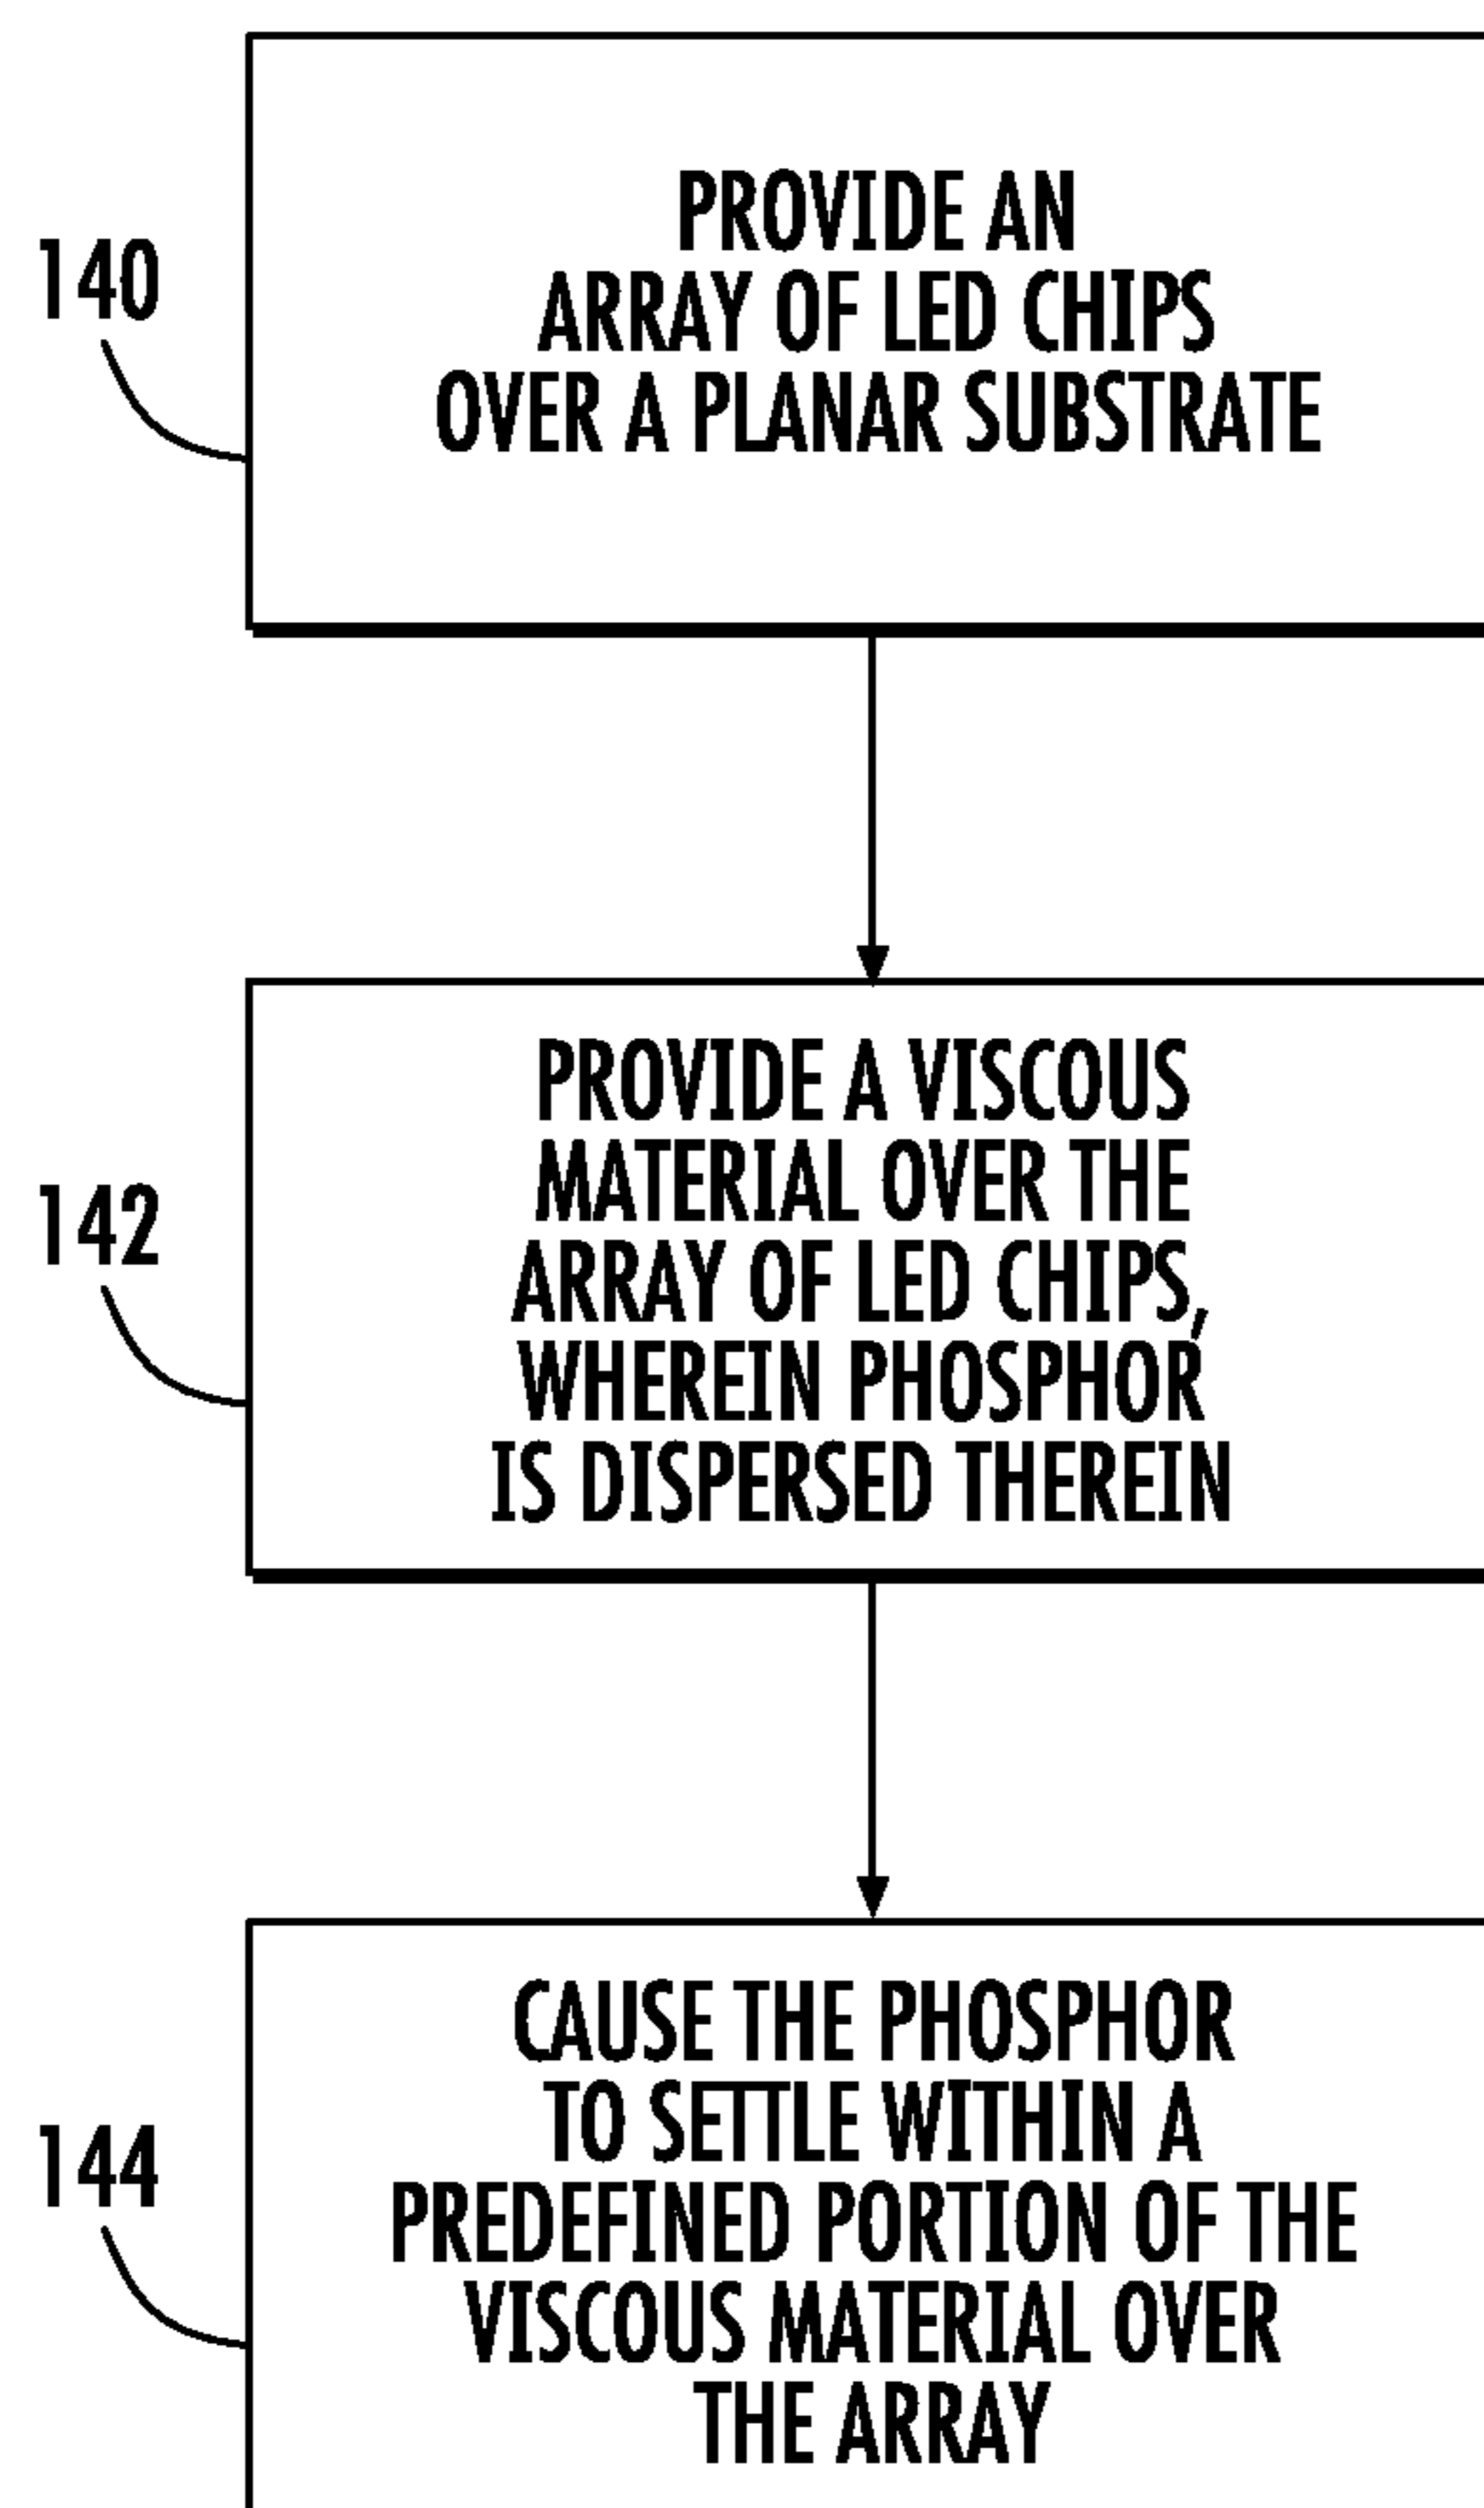 140
PROVIDE AN
ARRAY OF LED CHIPS
OVER A PLANAR SUBSTRATE
142
PROVIDE A VISCOUS
MATERIAL OVER THE
ARRAY OF LED CHIPS,
WHEREIN PHOSPHOR
IS DISPERSED THEREIN
144
CAUSE THE PHOSPHOR
TO SETTLE WITHIN A
PREDEFINED PORTION OF THE
VISCOUS MATERIAL OVER
THE ARRAY